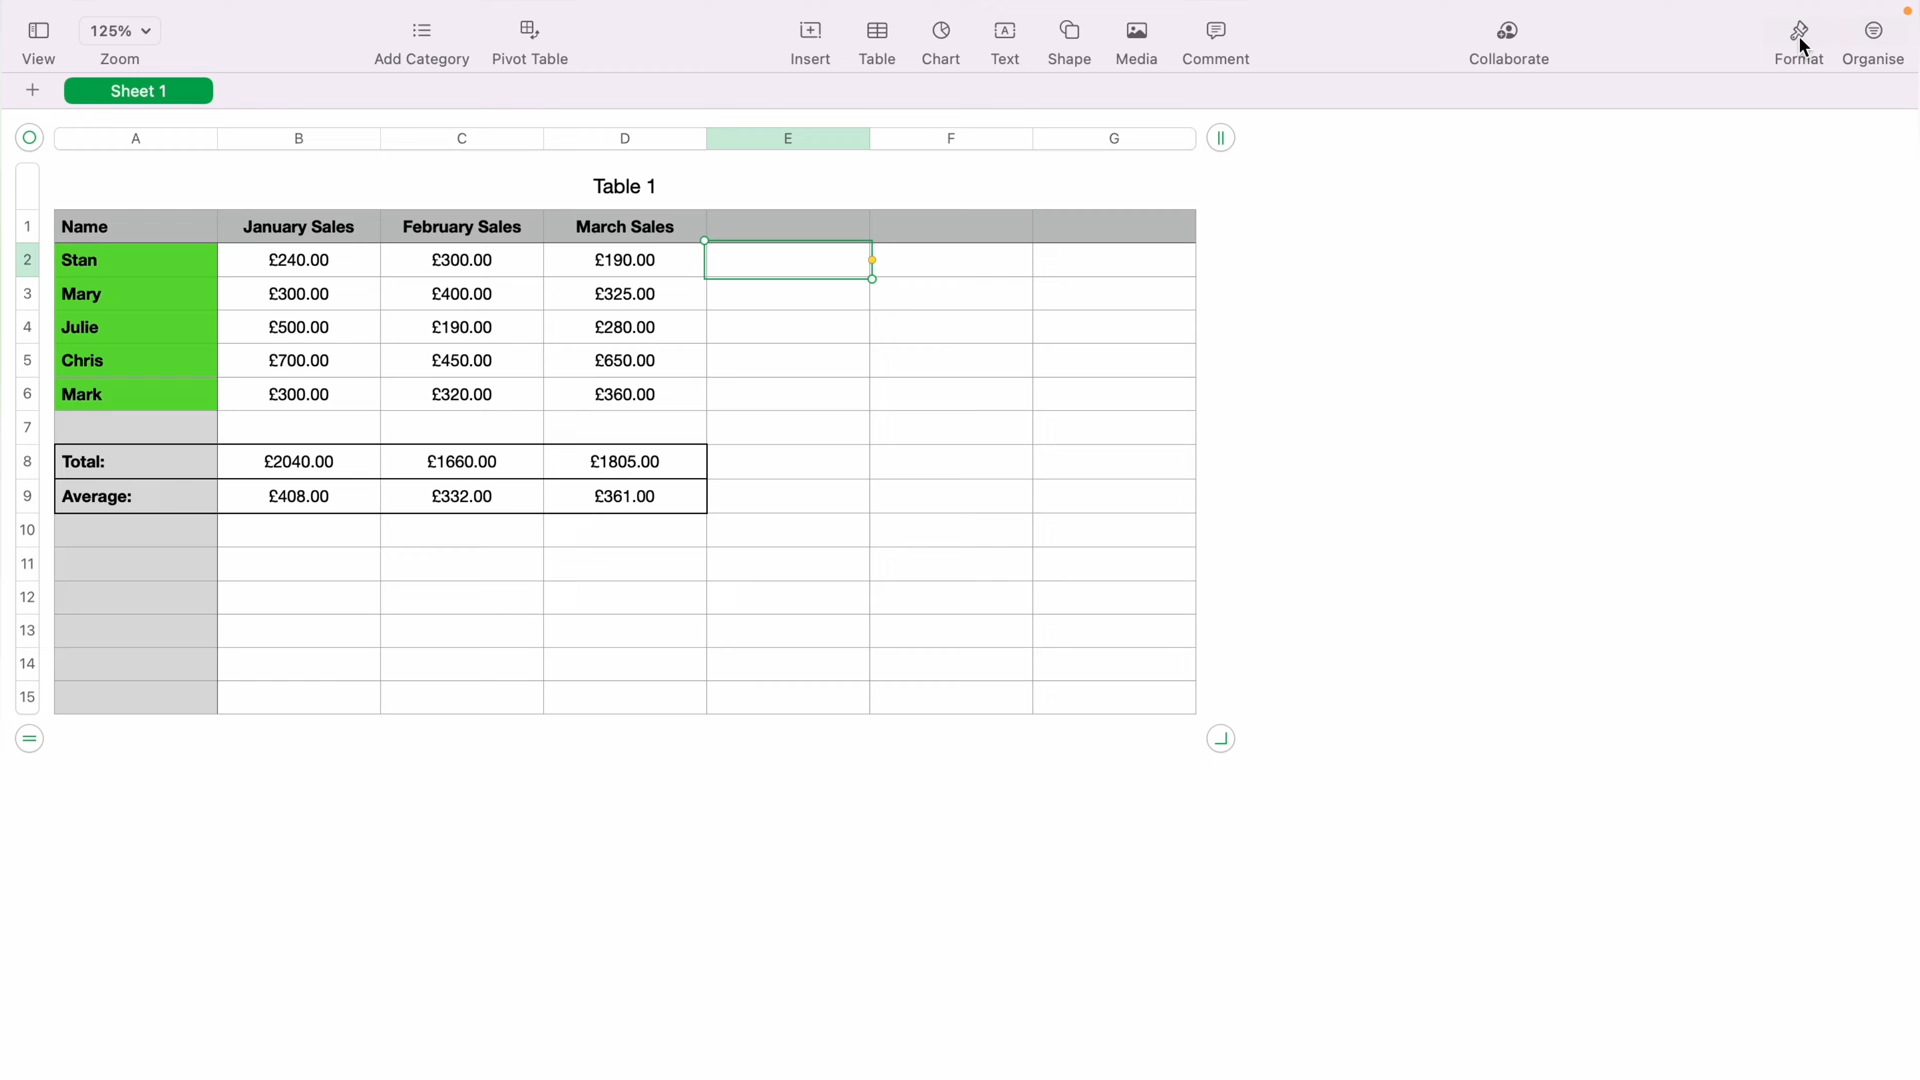 125%
View Zoom Add Category Pivot Table Insert Table Chart Text Shape Media Comment Collaborate Format Organise
Sheet 1
A B C D E F G
Table 1
1 Name January Sales February Sales March Sales
2 Stan £240.00 £300.00 £190.00
3 Mary £300.00 £400.00 £325.00
4 Julie £500.00 £190.00 £280.00
5 Chris £700.00 £450.00 £650.00
6 Mark £300.00 £320.00 £360.00
7
8 Total: £2040.00 £1660.00 £1805.00
9 Average: £408.00 £332.00 £361.00
10
11
12
13
14
15